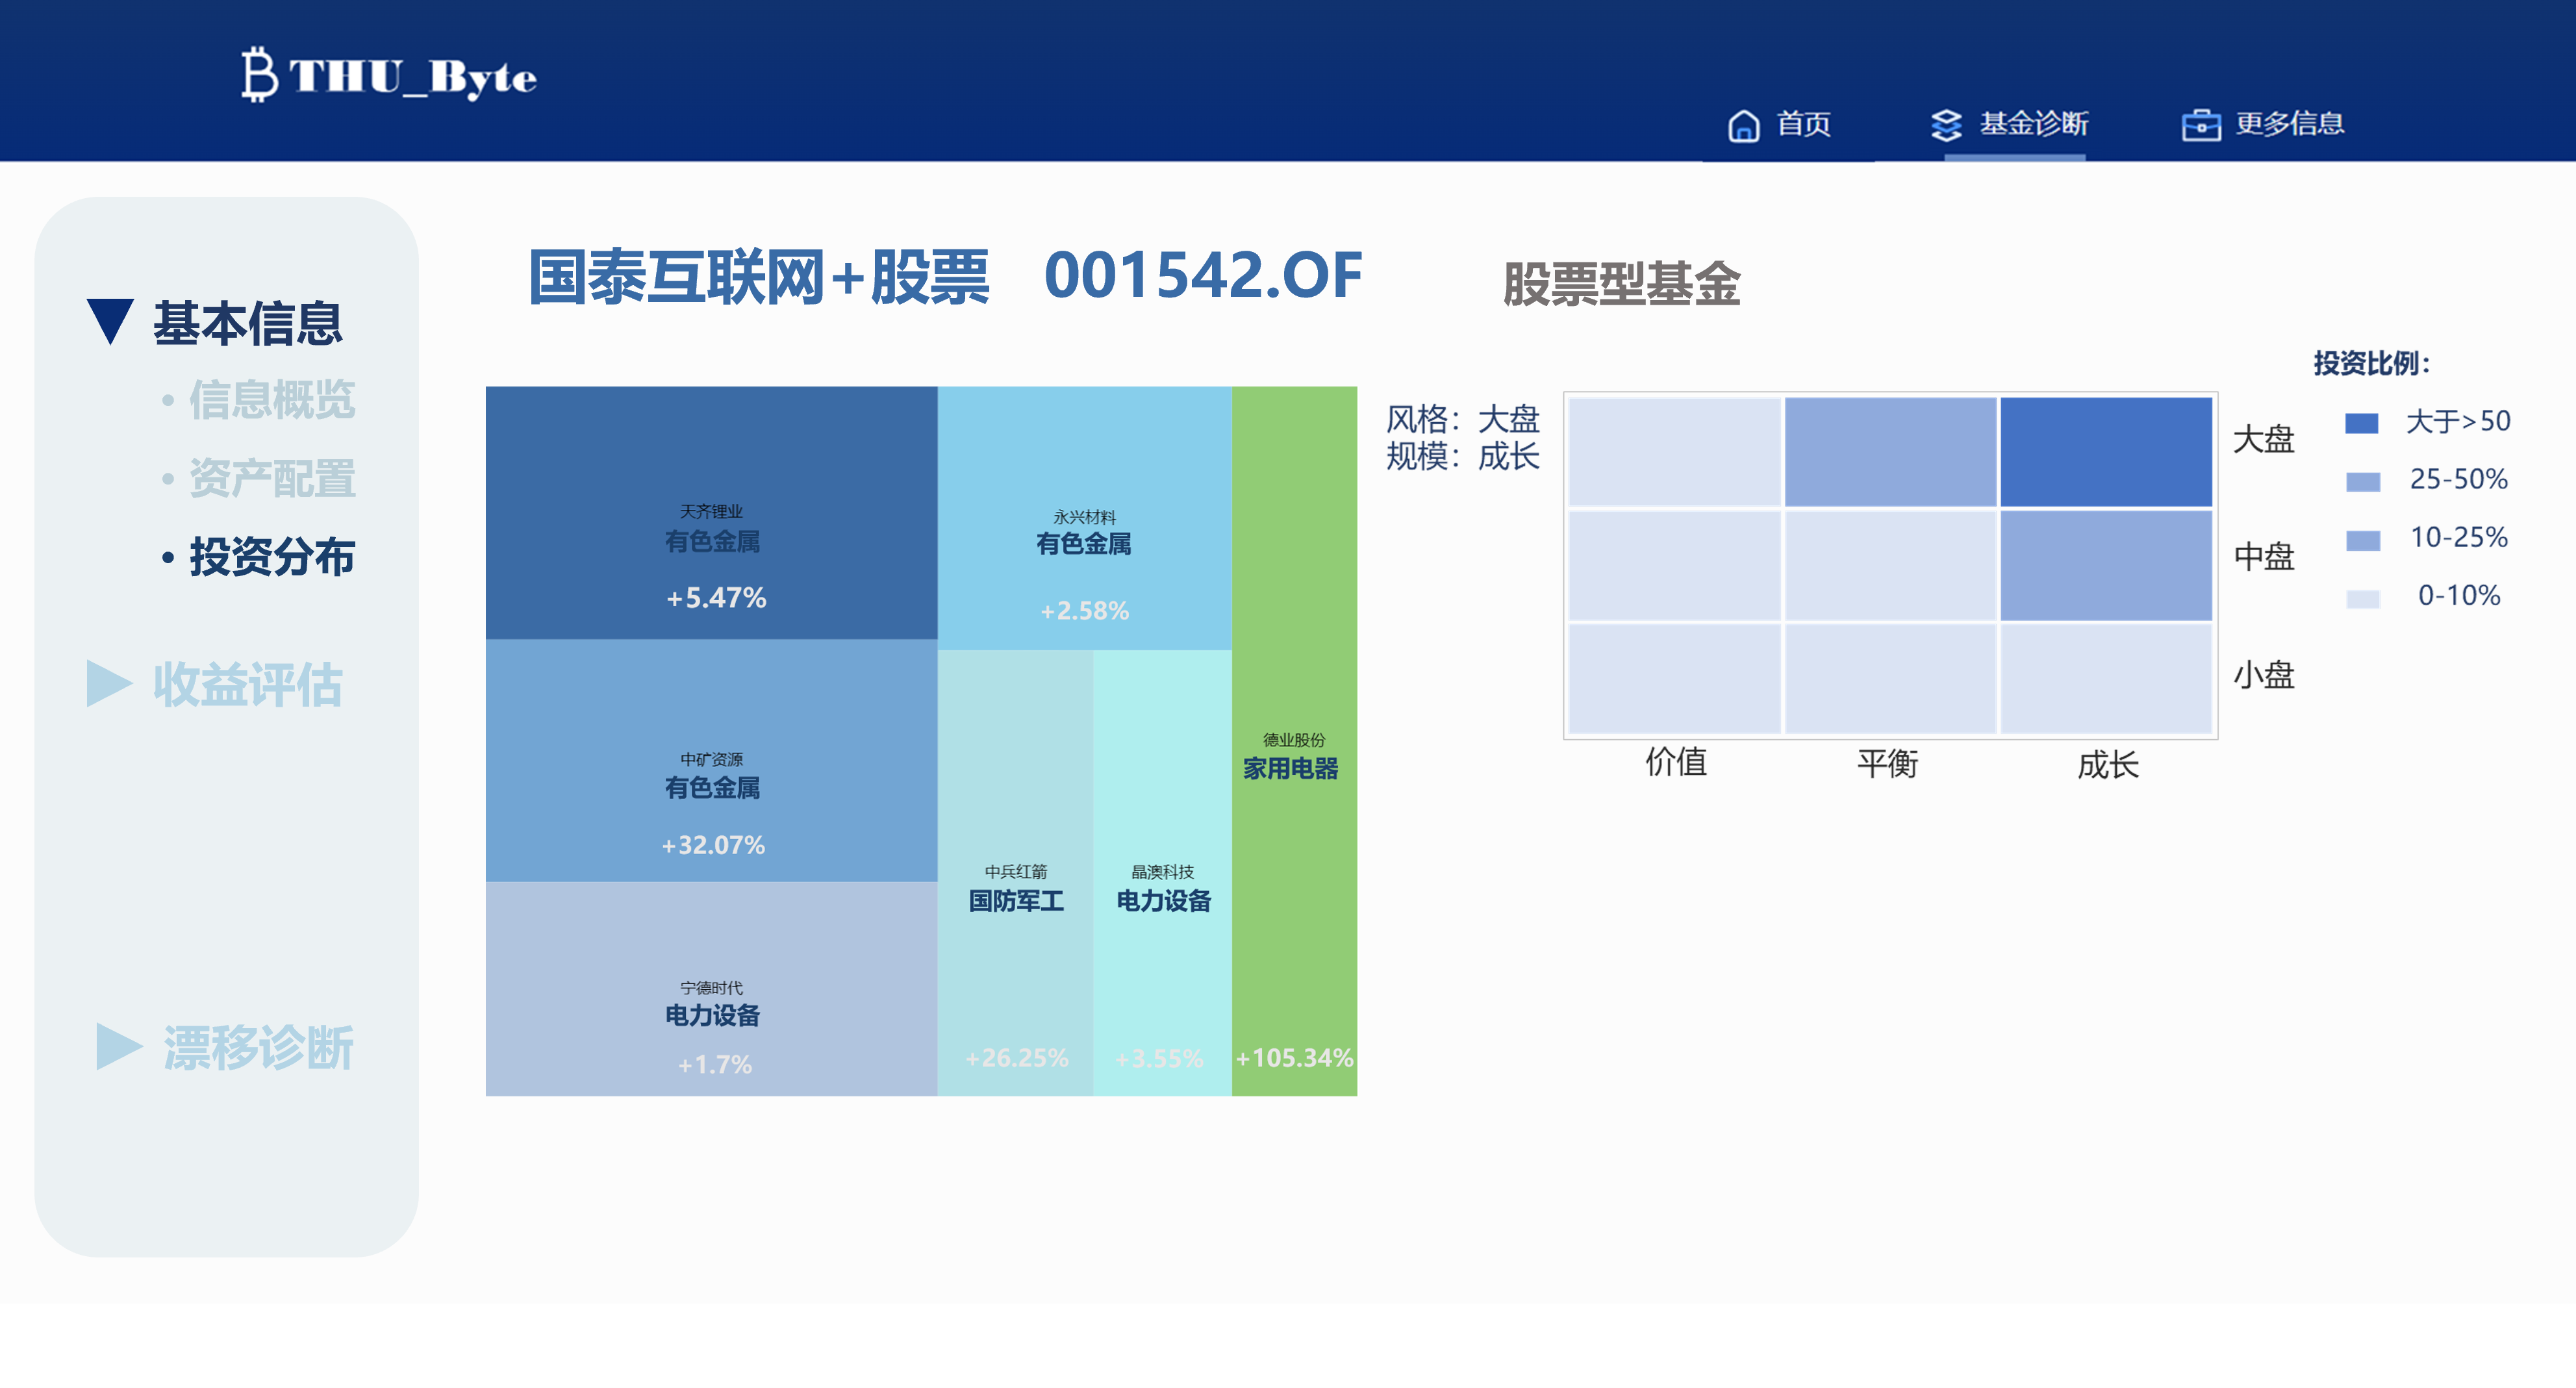 THU_Byte
首页
基金诊断
更多信息
基本信息
• 信息概览
• 资产配置
• 投资分布
收益评估
漂移诊断
国泰互联网+股票 001542.OF 股票型基金
天齐锂业
有色金属
+5.47%
中矿资源
有色金属
+32.07%
宁德时代
电力设备
+1.7%
永兴材料
有色金属
+2.58%
中兵红箭
国防军工
+26.25%
晶澳科技
电力设备
+3.55%
德业股份
家用电器
+105.34%
风格：大盘
规模：成长
大盘
中盘
小盘
价值
平衡
成长
投资比例：
大于>50
25-50%
10-25%
0-10%